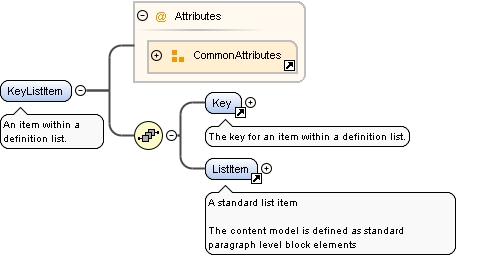 @ Attributes
CommonAttributes
KeyListItem
An item within a
definition list.
Key
The key for an item within a definition list.
ListItem
A standard list item
The content model is defined as standard
paragraph level block elements